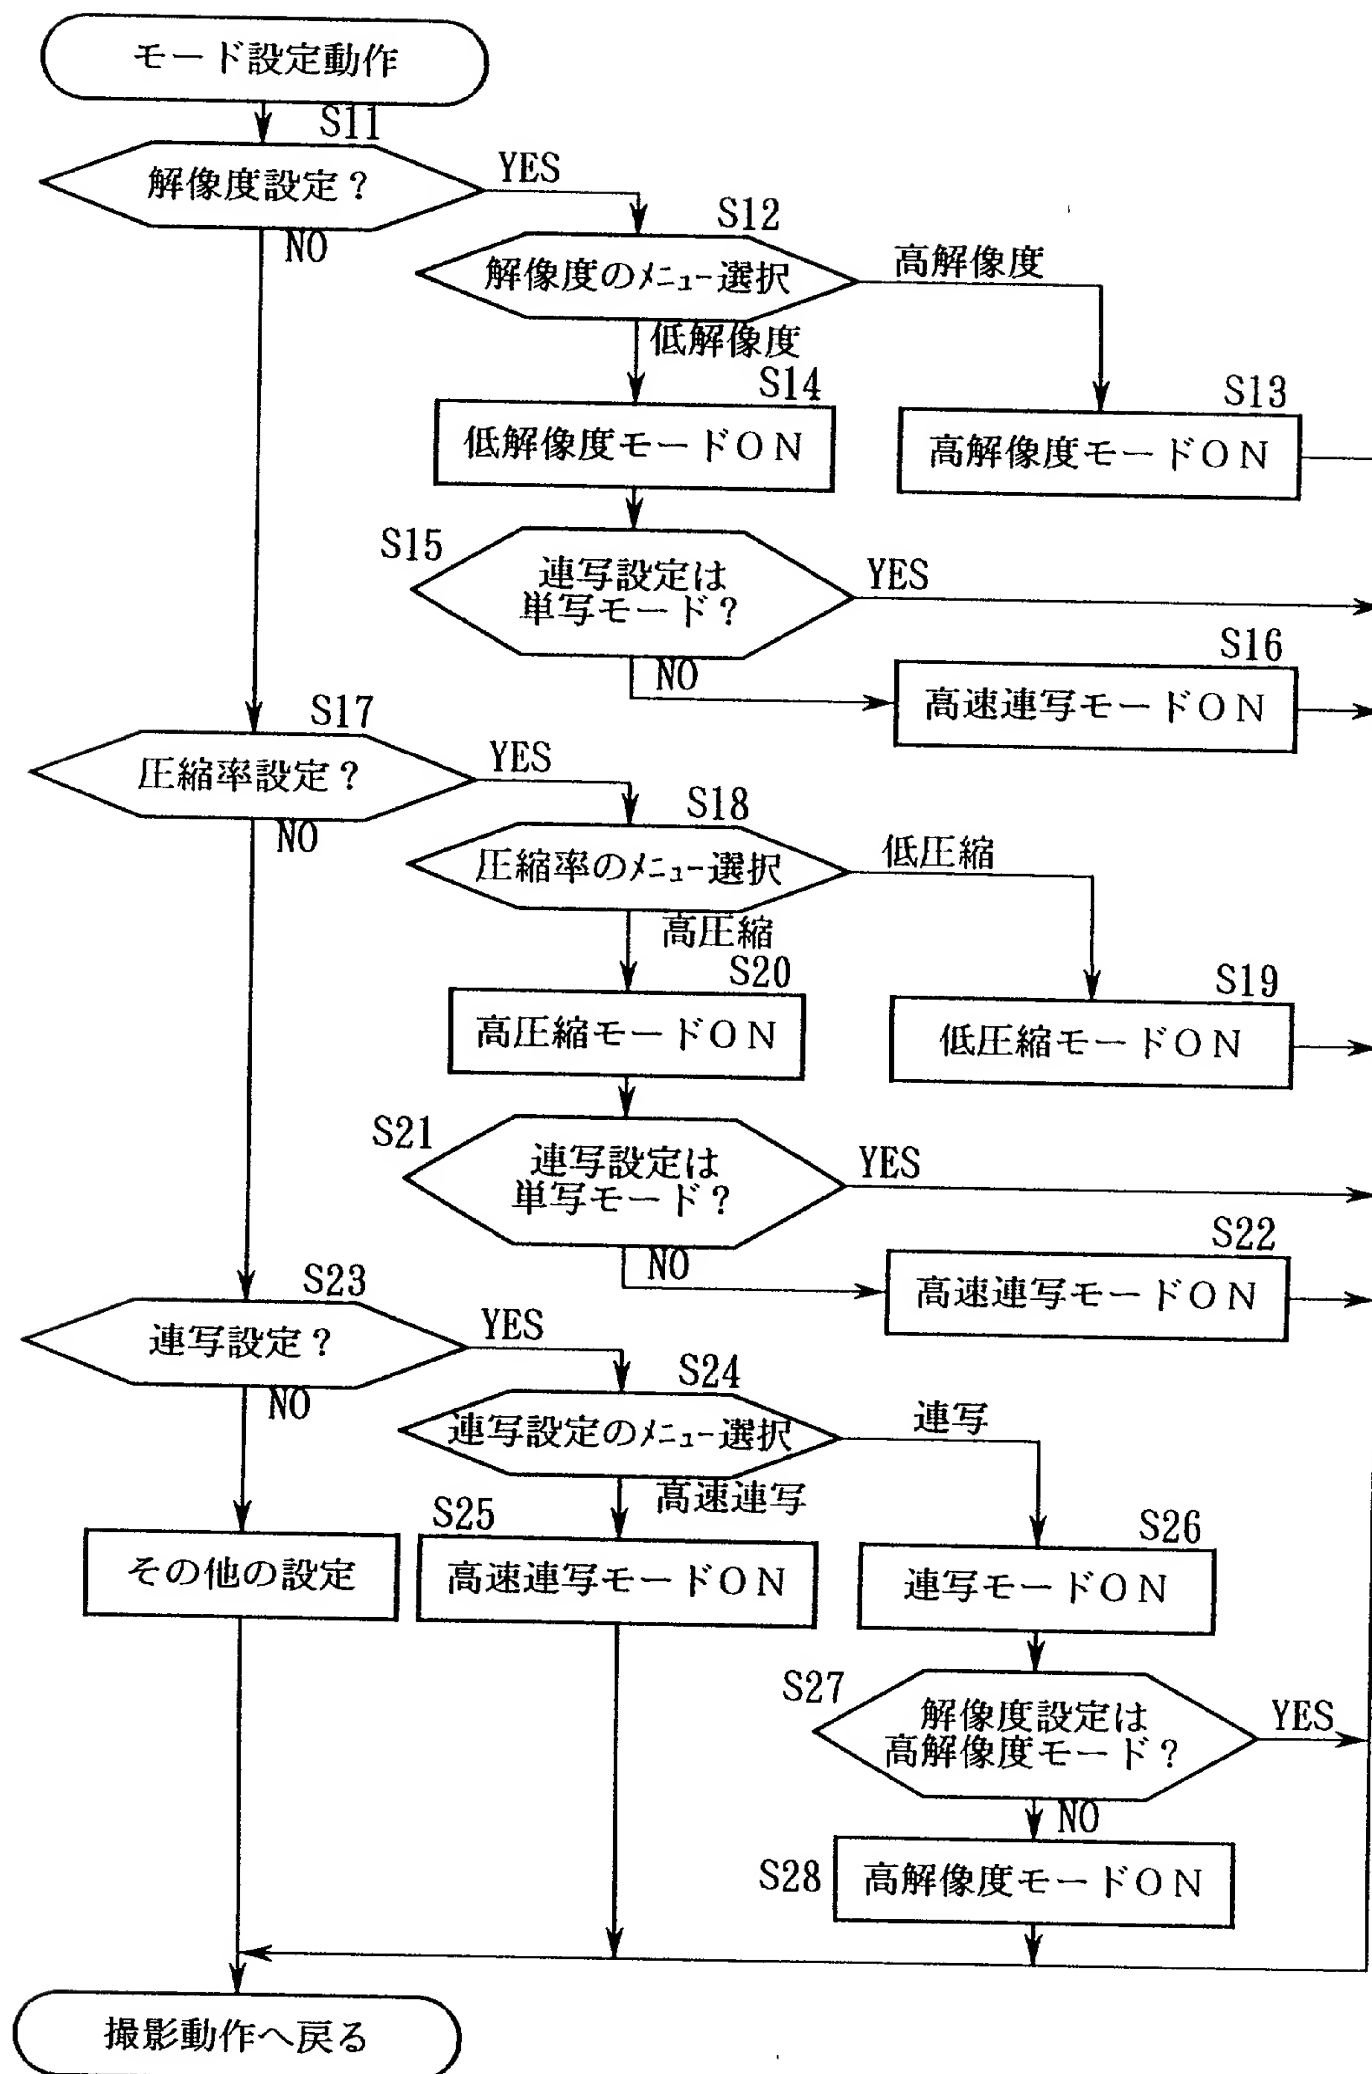 モード設定動作
S11
解像度設定？
YES
NO
S12
解像度のメニュー選択
高解像度
低解像度
S14
低解像度モードＯＮ
S13
高解像度モードＯＮ
S15
連写設定は
単写モード？
YES
NO
S16
高速連写モードＯＮ
S17
圧縮率設定？
YES
NO
S18
圧縮率のメニュー選択
低圧縮
高圧縮
S20
高圧縮モードＯＮ
S19
低圧縮モードＯＮ
S21
連写設定は
単写モード？
YES
NO
S22
高速連写モードＯＮ
S23
連写設定？
YES
NO
S24
連写設定のメニュー選択
連写
高速連写
その他の設定
S25
高速連写モードＯＮ
S26
連写モードＯＮ
S27
解像度設定は
高解像度モード？
YES
NO
S28
高解像度モードＯＮ
撮影動作へ戻る